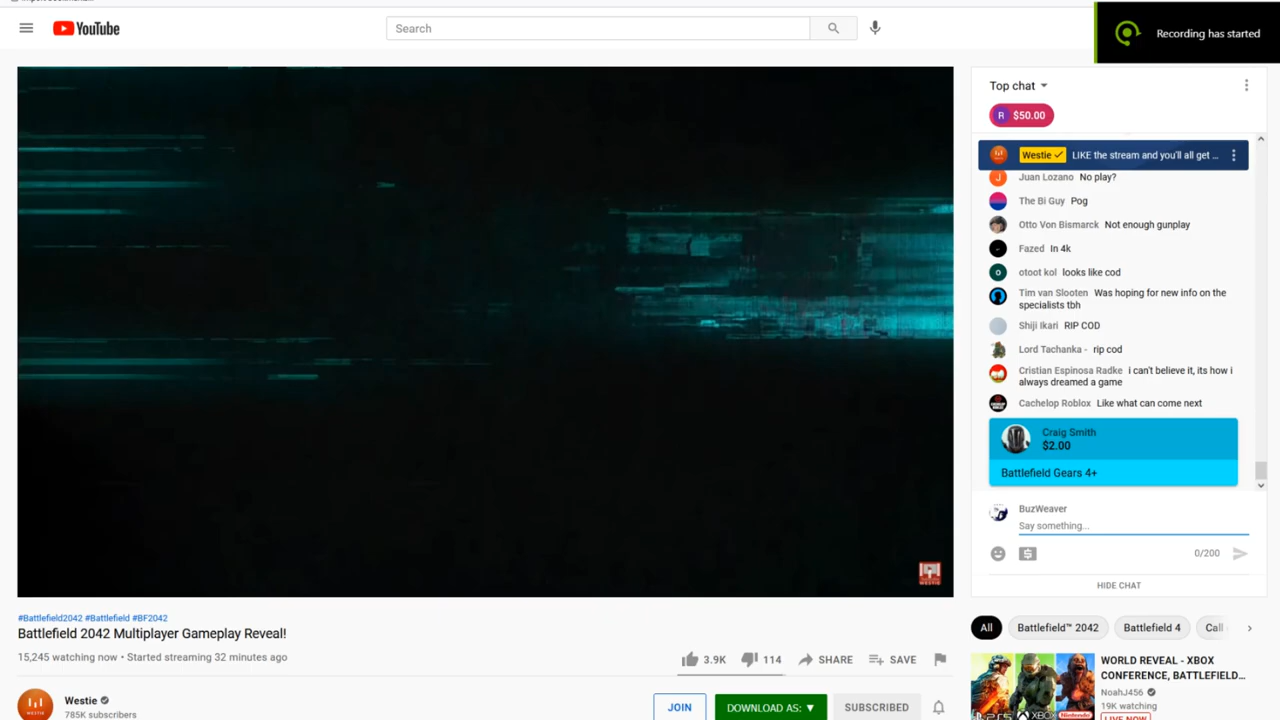 YouTube
Search
Recording has started
Top chat
R $50.00
Westie LIKE the stream and you'll all get ...
Juan Lozano No play?
The Bi Guy Pog
Otto Von Bismarck Not enough gunplay
Fazed In 4k
otoot kol looks like cod
Tim van Slooten Was hoping for new info on the
specialists tbh
Shiji Ikari RIP COD
Lord Tachanka - rip cod
Cristian Espinosa Radke i can't believe it, its how i
always dreamed a game
Cachelop Roblox Like what can come next
Craig Smith
$2.00
Battlefield Gears 4+
BuzWeaver
Say something...
0/200
HIDE CHAT
#Battlefield2042 #Battlefield #BF2042
Battlefield 2042 Multiplayer Gameplay Reveal!
15,245 watching now • Started streaming 32 minutes ago
3.9K 114 SHARE SAVE
Westie
785K subscribers
JOIN DOWNLOAD AS: ▼ SUBSCRIBED
All Battlefield™ 2042 Battlefield 4 Call
WORLD REVEAL - XBOX
CONFERENCE, BATTLEFIELD...
NoahJ456
19K watching
LIVE NOW